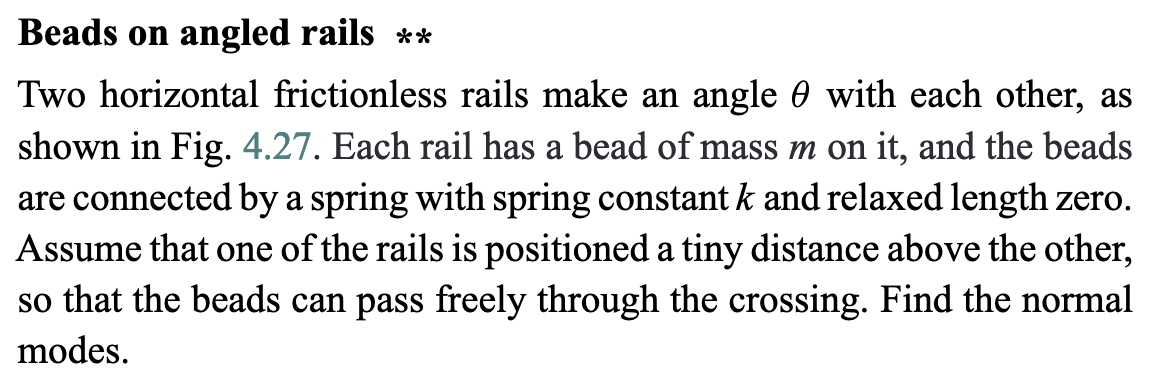 Beads on angled rails **
Two horizontal frictionless rails make an angle θ with each other, as
shown in Fig. 4.27. Each rail has a bead of mass m on it, and the beads
are connected by a spring with spring constant k and relaxed length zero.
Assume that one of the rails is positioned a tiny distance above the other,
so that the beads can pass freely through the crossing. Find the normal
modes.